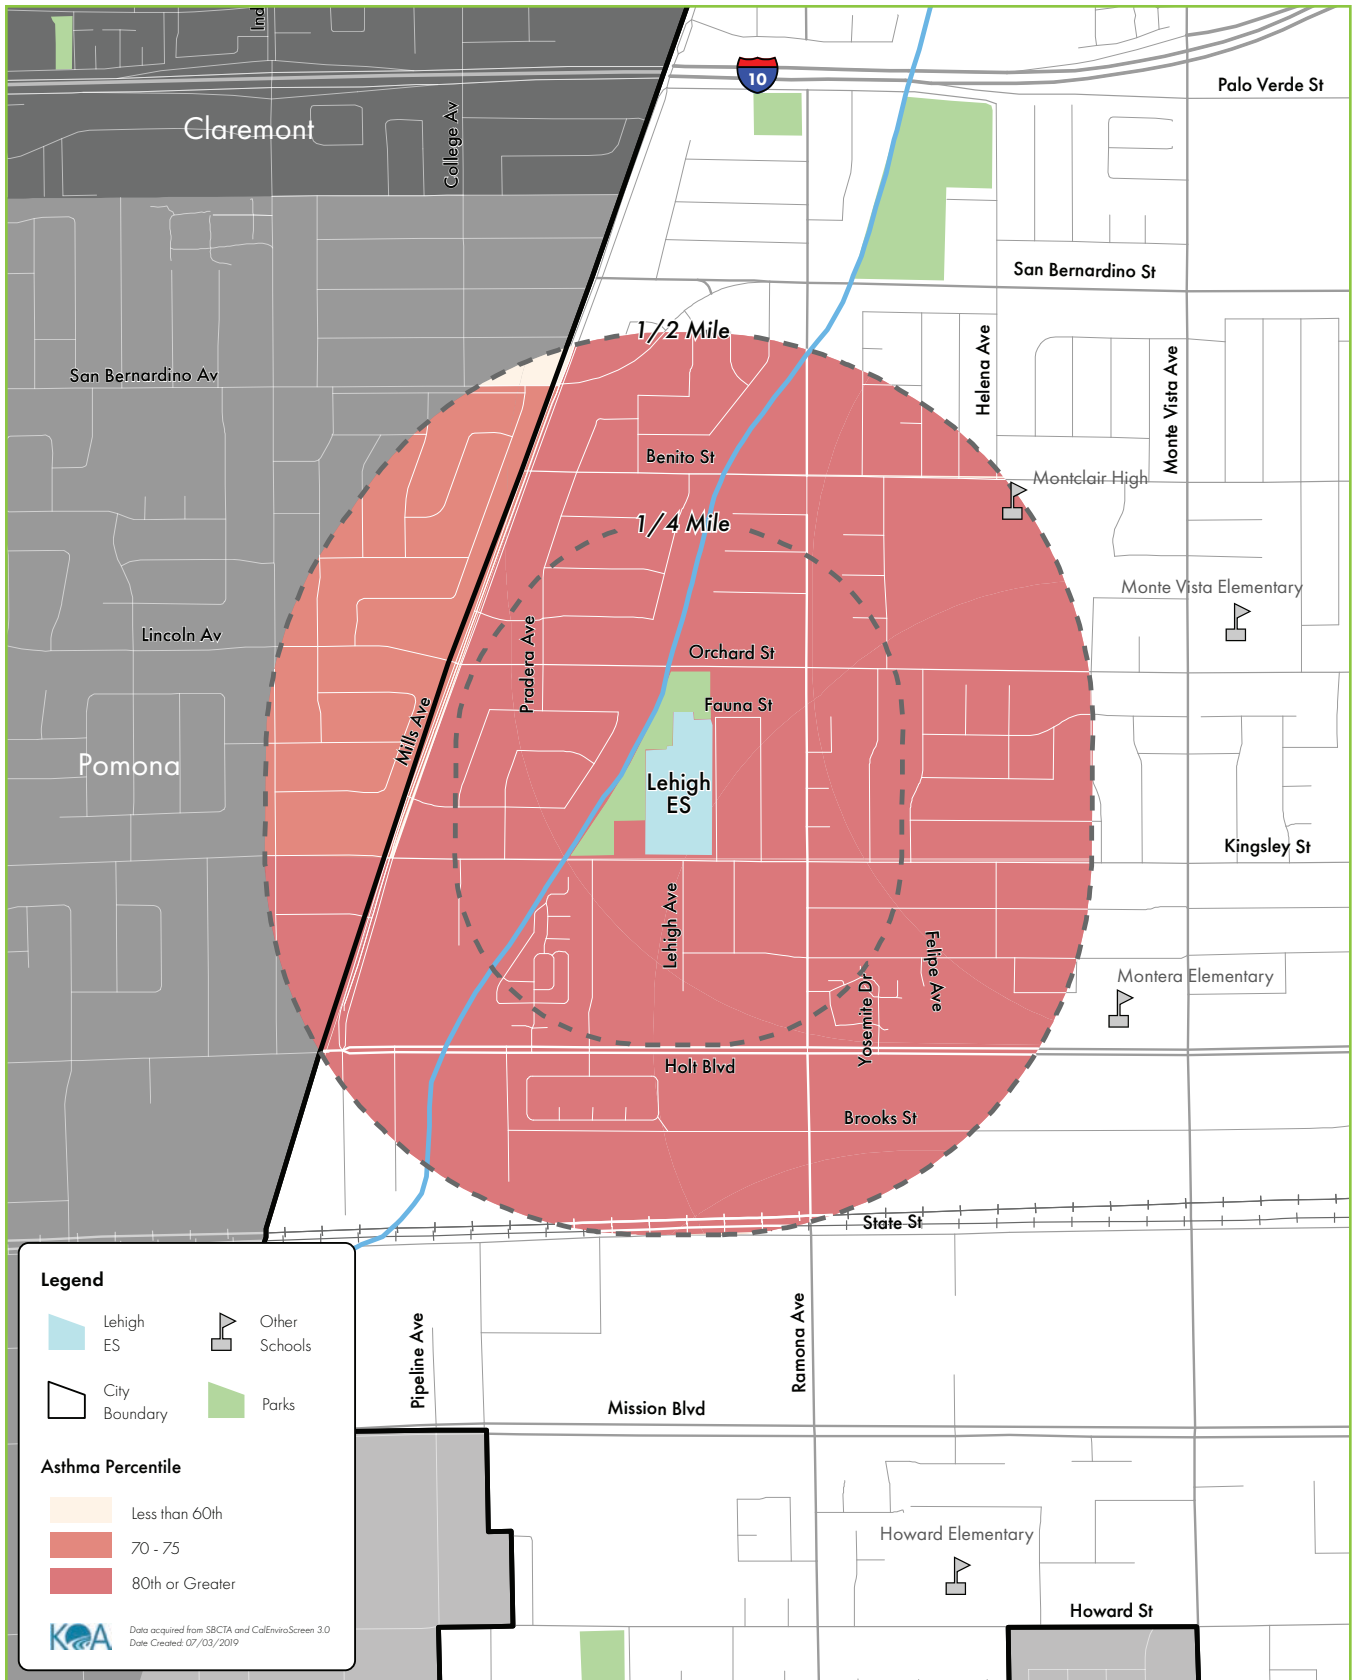 Ind
10
Palo Verde St
Claremont
College Av
San Bernardino St
1/2 Mile
San Bernardino Av
Helena Ave
Monte Vista Ave
Benito St
Montclair High
1/4 Mile
Monte Vista Elementary
Lincoln Av
Pradera Ave
Orchard St
Fauna St
Mills Ave
Pomona
Lehigh
ES
Kingsley St
Lehigh Ave
Felipe Ave
Montera Elementary
Yosemite Dr
Holt Blvd
Brooks St
State St
Pipeline Ave
Ramona Ave
Mission Blvd
Howard Elementary
Howard St
Legend
Lehigh
ES
Other
Schools
City
Boundary
Parks
Asthma Percentile
Less than 60th
70 - 75
80th or Greater
KOA
Data acquired from SBCTA and CalEnviroScreen 3.0
Date Created: 07/03/2019